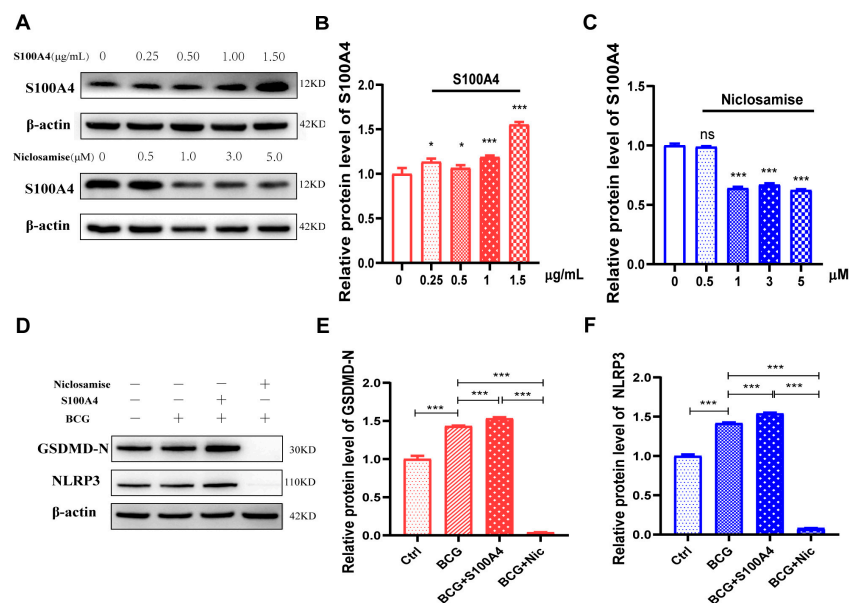 A
S100A4(μg/mL) 0 0.25 0.50 1.00 1.50
S100A4 12KD
β-actin 42KD
Niclosamise(μM) 0 0.5 1.0 3.0 5.0
S100A4 12KD
β-actin 42KD
B
Relative protein level of S100A4
2.0
1.5
1.0
0.5
0.0
S100A4
* * *** ***
0 0.25 0.5 1 1.5 μg/mL
C
Relative protein level of S100A4
1.5
1.0
0.5
0.0
Niclosamise
ns *** *** ***
0 0.5 1 3 5 μM
D
Niclosamise − − − +
S100A4 − − + −
BCG − + + +
GSDMD-N 30KD
NLRP3 110KD
β-actin 42KD
E
Relative protein level of GSDMD-N
2.0
1.5
1.0
0.5
0.0
***
*** *** ***
Ctrl BCG BCG+S100A4 BCG+Nic
F
Relative protein level of NLRP3
2.0
1.5
1.0
0.5
0.0
***
*** *** ***
Ctrl BCG BCG+S100A4 BCG+Nic